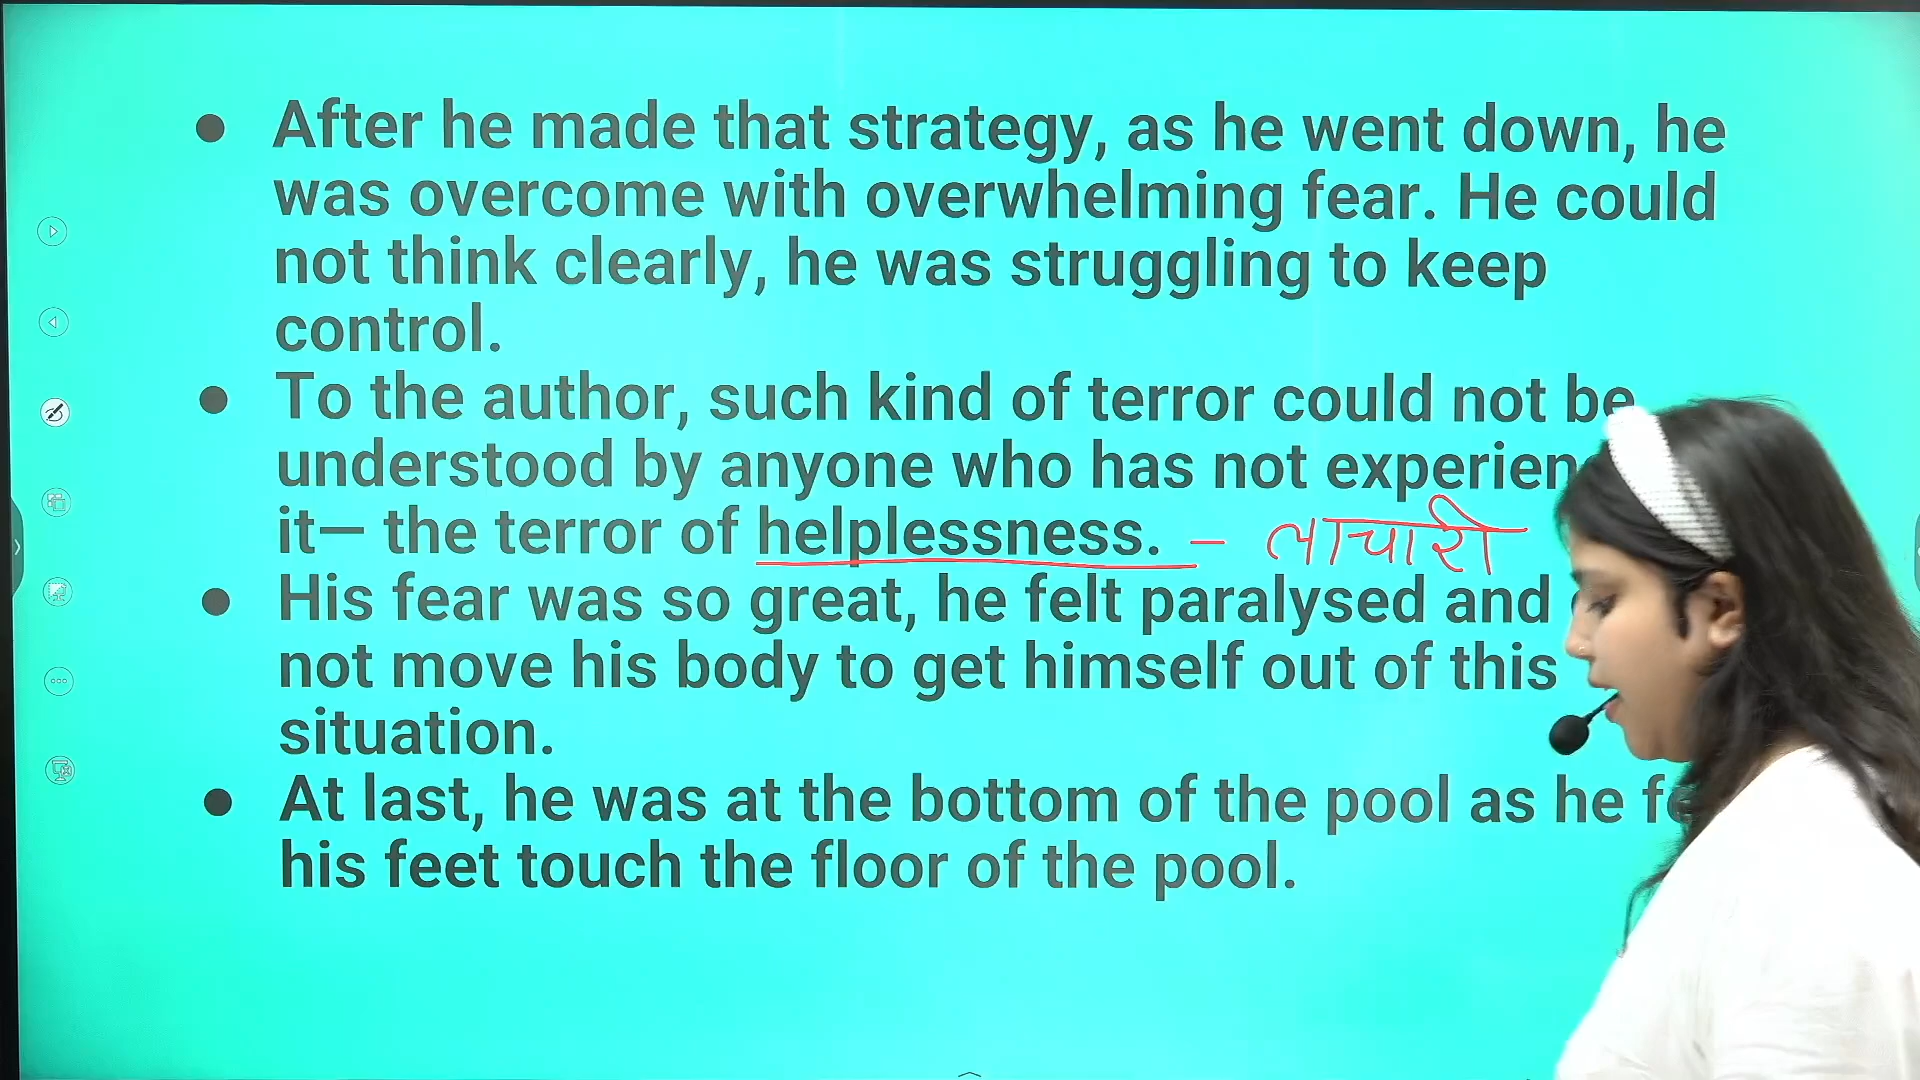 • After he made that strategy, as he went down, he
was overcome with overwhelming fear. He could
not think clearly, he was struggling to keep
control.
• To the author, such kind of terror could not be
understood by anyone who has not
it— the terror of helplessness. – लाचारी
• His fear was so great, he felt paralysed and
not move his body to get himself out of this
situation.
• At last, he was at the bottom of the pool as he
his feet touch the floor of the pool.